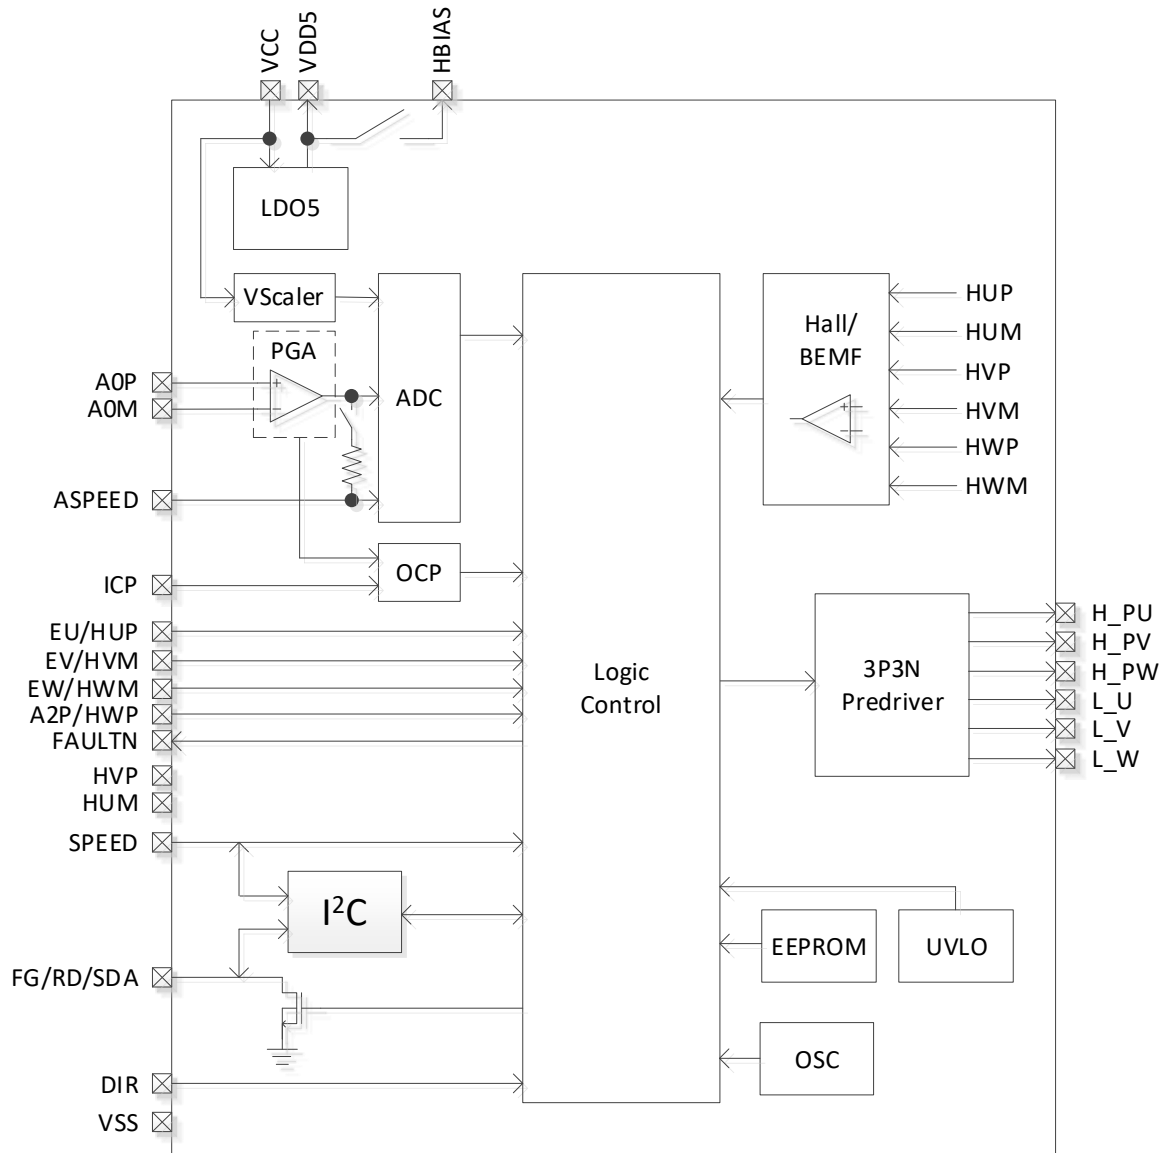 VCC
VDD5
HBIAS
LDO5
VScaler
PGA
+
−
ADC
A0P
A0M
ASPEED
OCP
ICP
EU/HUP
EV/HVM
EW/HWM
A2P/HWP
FAULTN
HVP
HUM
SPEED
I²C
FG/RD/SDA
DIR
VSS
Logic
Control
Hall/
BEMF
+
−
HUP
HUM
HVP
HVM
HWP
HWM
3P3N
Predriver
H_PU
H_PV
H_PW
L_U
L_V
L_W
EEPROM
UVLO
OSC